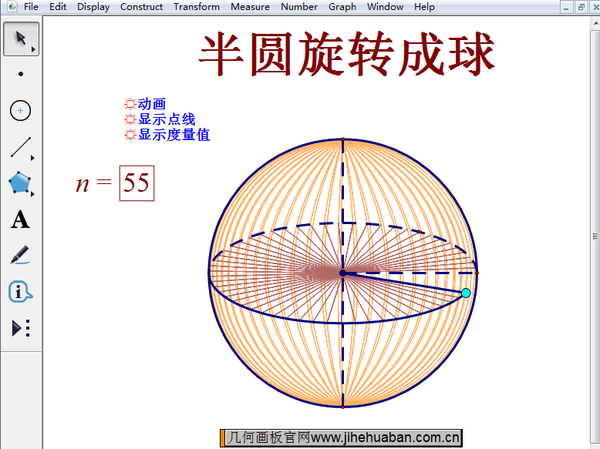 File Edit Display Construct Transform Measure Number Graph Window Help
半圆旋转成球
动画
显示点线
显示度量值
n = 55
A
几何画板官网www.jihehuaban.com.cn